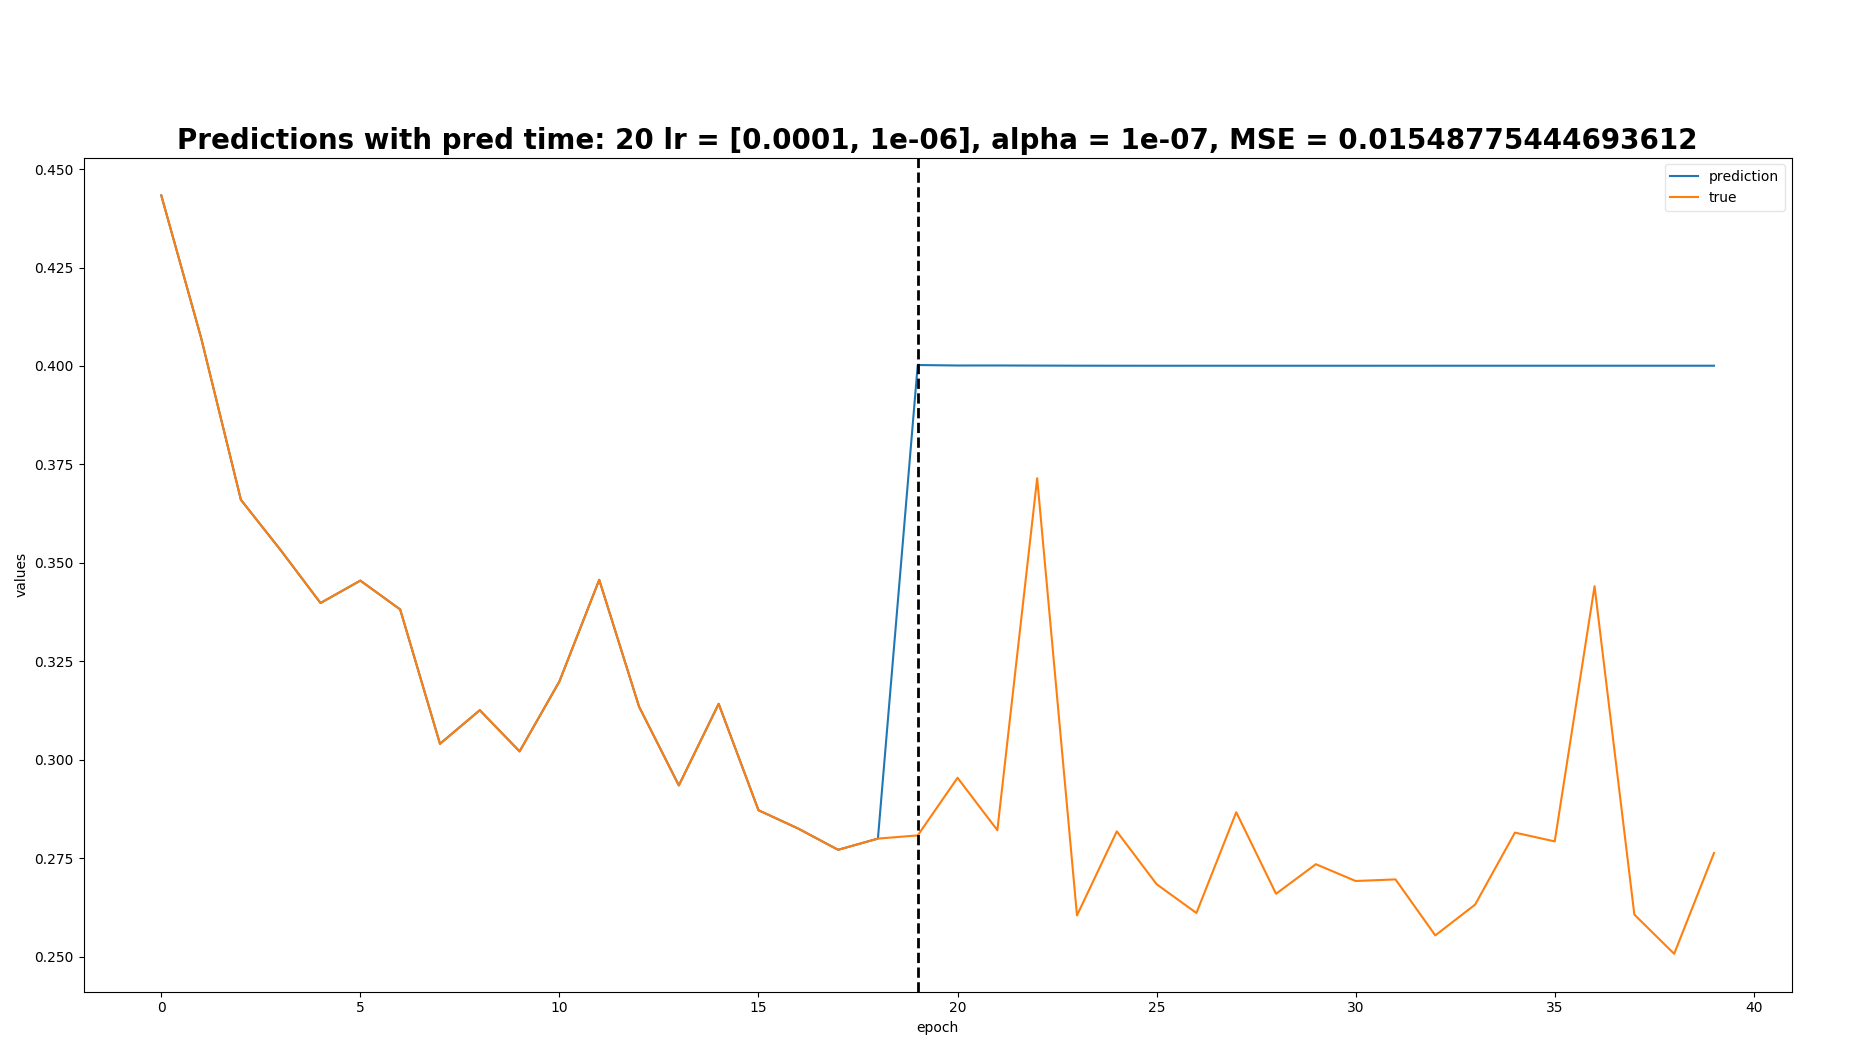 Predictions with pred time: 20 lr = [0.0001, 1e-06], alpha = 1e-07, MSE = 0.01548775444693612
prediction
true
0.450
0.425
0.400
0.375
0.350
0.325
0.300
0.275
0.250
values
0 5 10 15 20 25 30 35 40
epoch